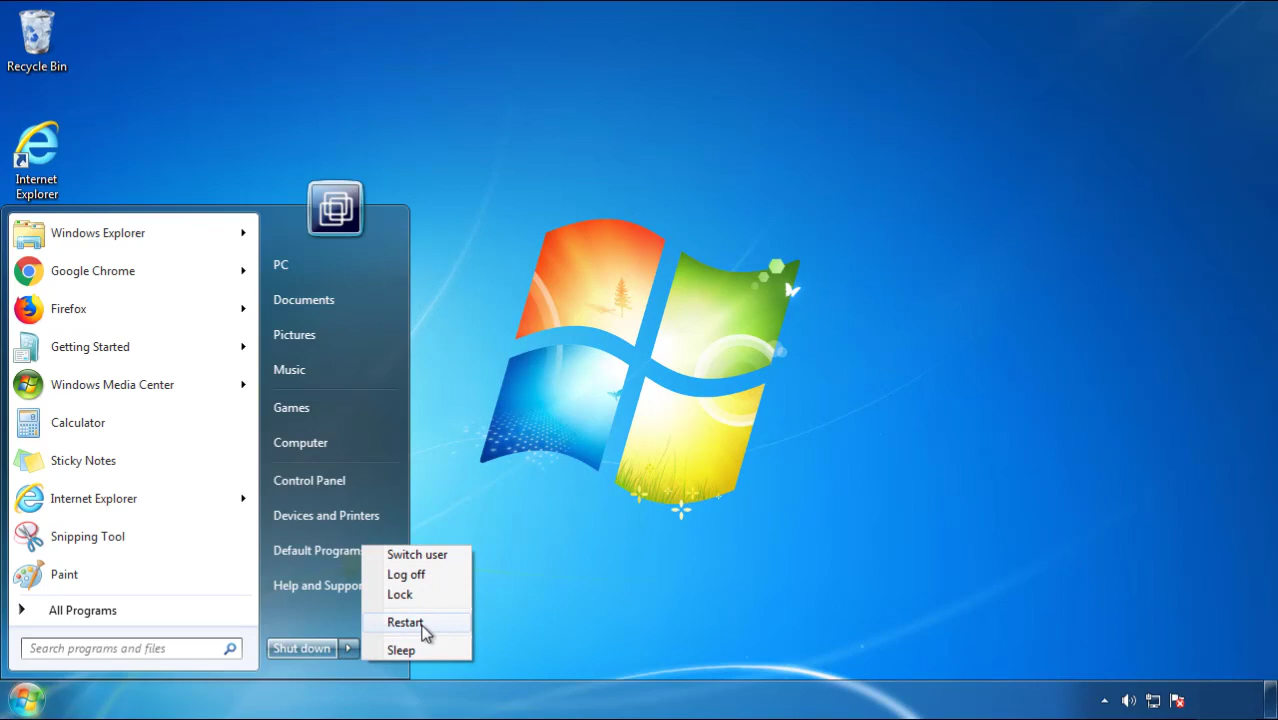 Recycle Bin
Internet
Explorer
Windows Explorer
Google Chrome
Firefox
Getting Started
Windows Media Center
Calculator
Sticky Notes
Internet Explorer
Snipping Tool
Paint
All Programs
Search programs and files
PC
Documents
Pictures
Music
Games
Computer
Control Panel
Devices and Printers
Default Program
Help and Suppor
Shut down
Switch user
Log off
Lock
Restart
Sleep